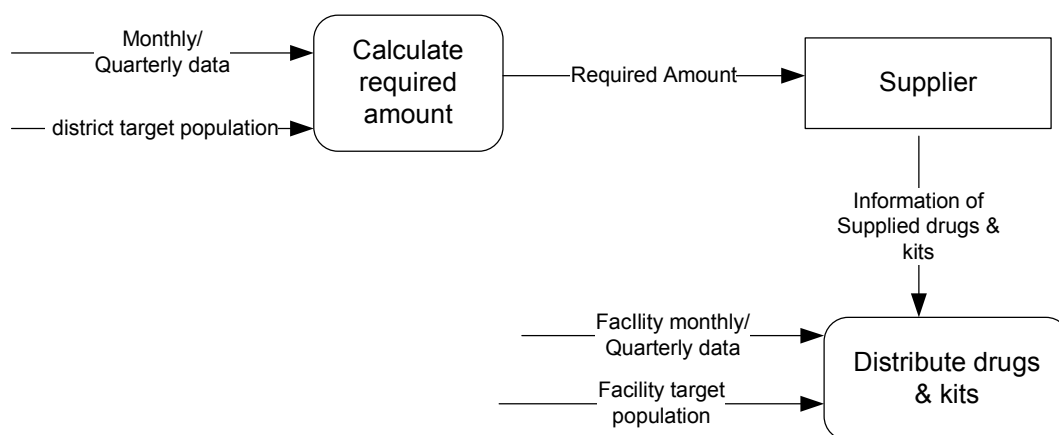 Monthly/
Quarterly data
district target population
Calculate
required
amount
Required Amount
Supplier
Information of
Supplied drugs &
kits
Facllity monthly/
Quarterly data
Facility target
population
Distribute drugs
& kits